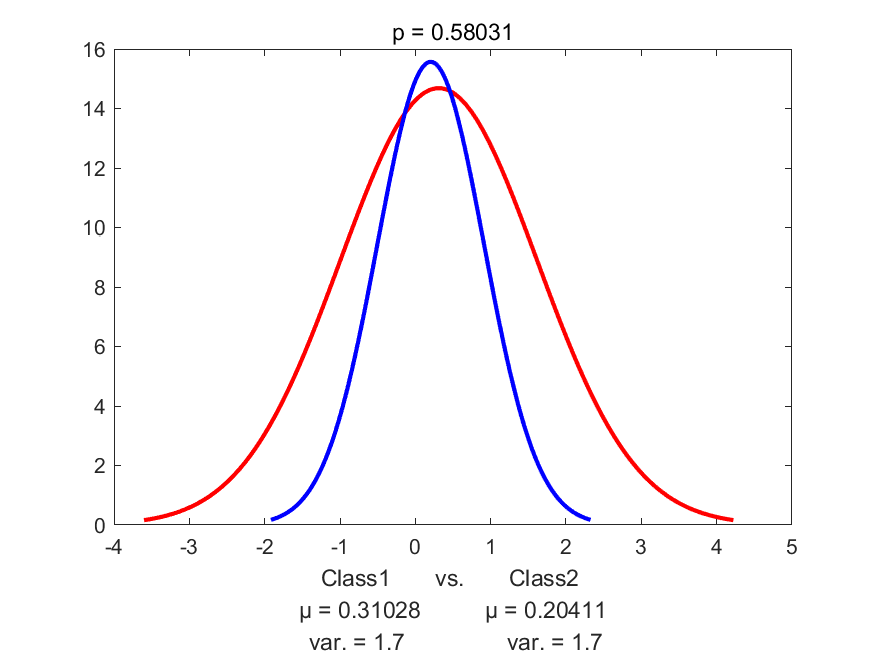 p = 0.58031
16
14
12
10
8
6
4
2
0
-4 -3 -2 -1 0 1 2 3 4 5
Class1 vs. Class2
μ = 0.31028 μ = 0.20411
var. = 1.7 var. = 1.7